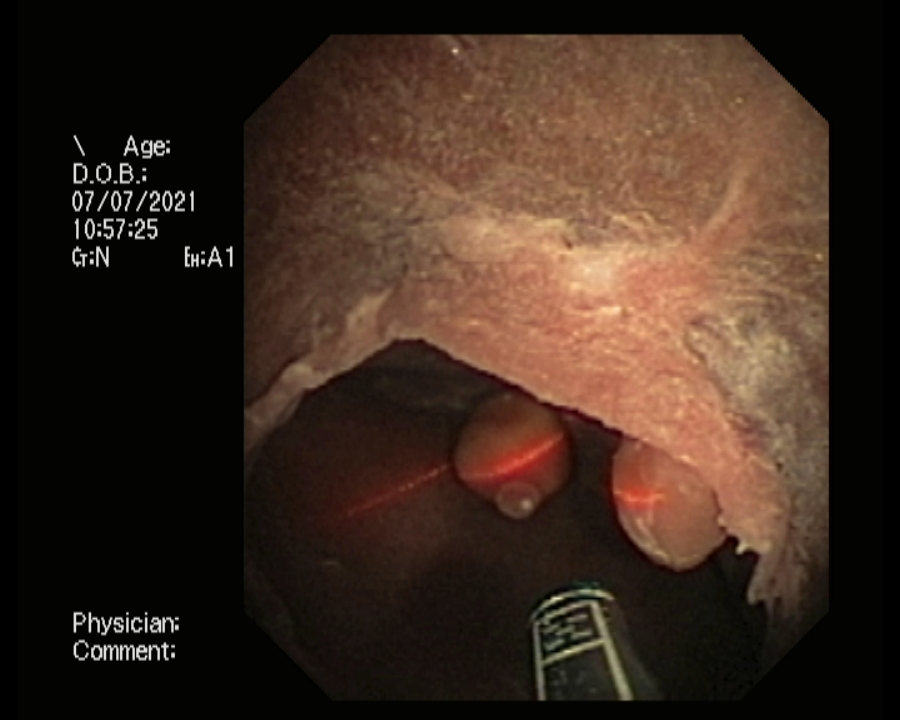 \ Age:
D.O.B.:
07/07/2021
10:57:25
Cr:N Eh:A1
Physician:
Comment: